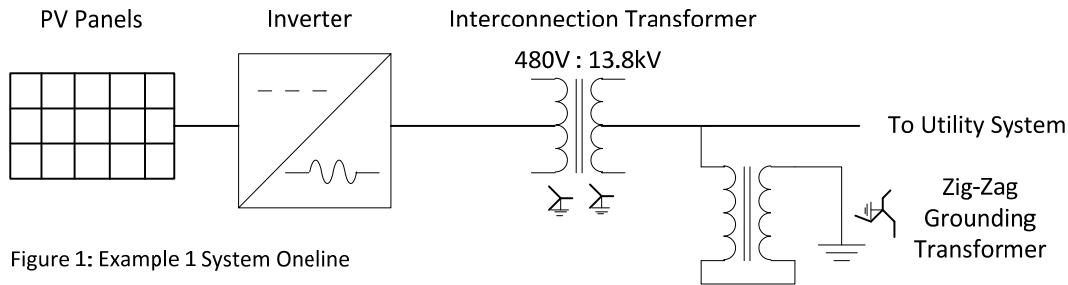 PV Panels
Inverter
Interconnection Transformer
480V : 13.8kV
To Utility System
Zig-Zag
Grounding
Transformer
Figure 1: Example 1 System Oneline